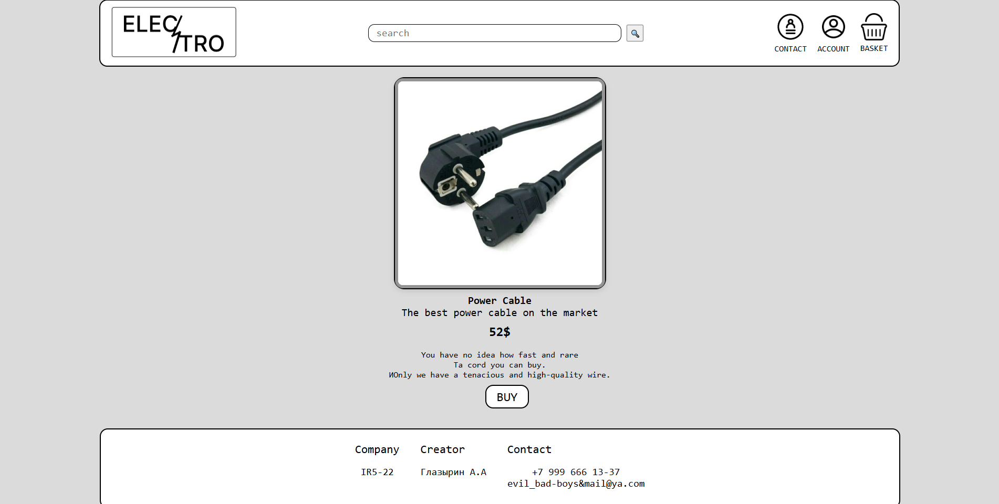 ELEC
TRO
search
CONTACT
ACCOUNT
BASKET
Power Cable
The best power cable on the market
52$
You have no idea how fast and rare
Ta cord you can buy.
ИOnly we have a tenacious and high-quality wire.
BUY
Company
Creator
Contact
IR5-22
Глазырин А.А
+7 999 666 13-37
evil_bad-boys&mail@ya.com